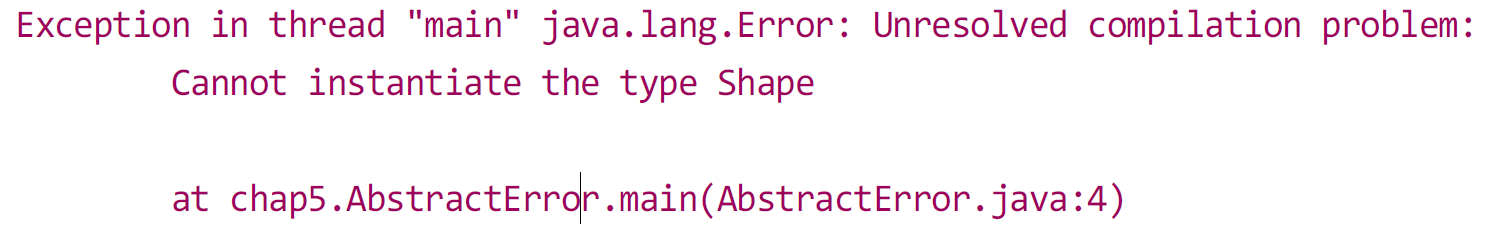 Exception in thread "main" java.lang.Error: Unresolved compilation problem:
Cannot instantiate the type Shape
at chap5.AbstractError.main(AbstractError.java:4)